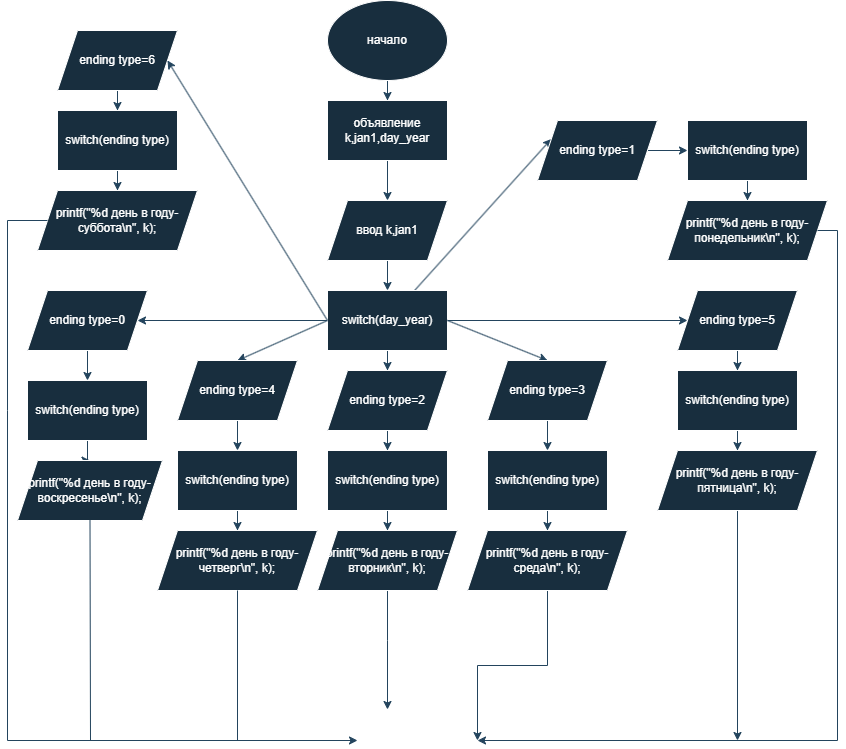 начало
ending type=6
объявление
k,jan1,day_year
switch(ending type)
ending type=1
switch(ending type)
printf("%d день в году-
суббота\n", k);
ввод k,jan1
printf("%d день в году-
понедельник\n", k);
ending type=0
switch(day_year)
ending type=5
ending type=4
ending type=2
ending type=3
switch(ending type)
switch(ending type)
printf("%d день в году-
воскресенье\n", k);
switch(ending type)
switch(ending type)
switch(ending type)
printf("%d день в году-
пятница\n", k);
printf("%d день в году-
четверг\n", k);
printf("%d день в году-
вторник\n", k);
printf("%d день в году-
среда\n", k);